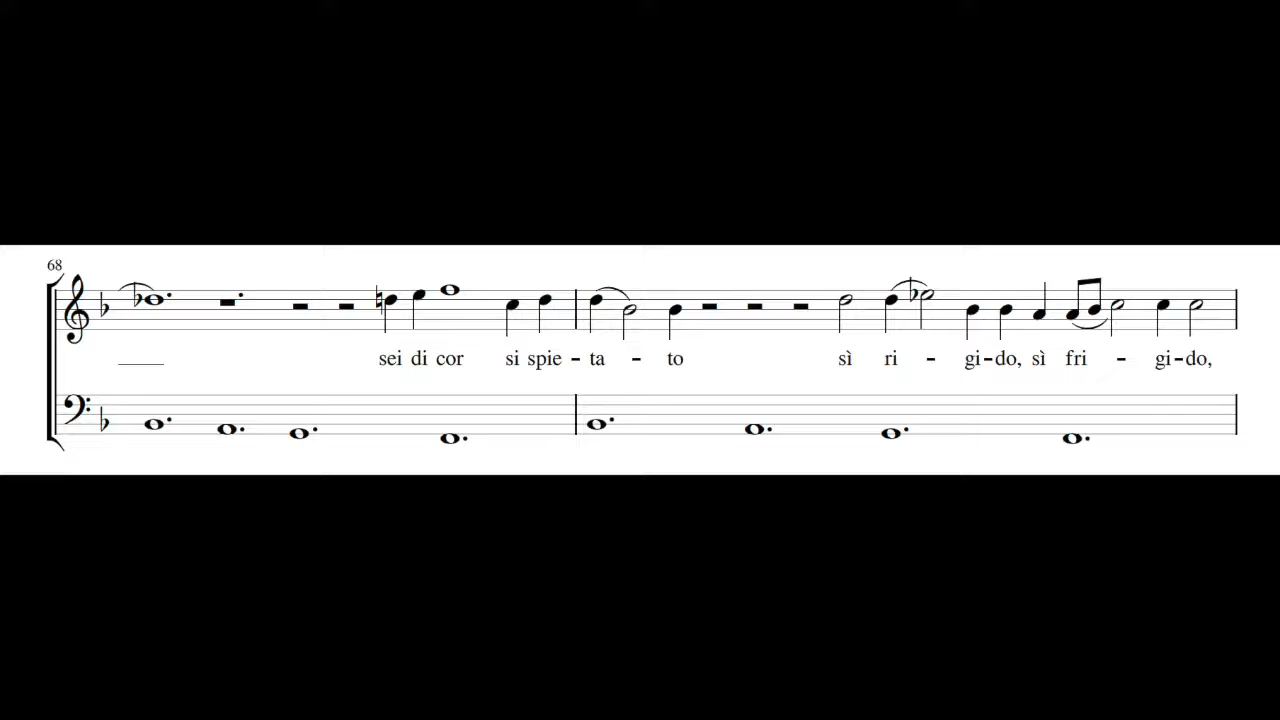 68
sei di cor si spie - ta - to sì ri - gi - do, sì fri - gi - do,